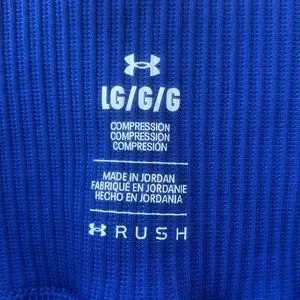 LG/G/G
COMPRESSION
COMPRESSION
COMPRESIÓN
MADE IN JORDAN
FABRIQUÉ EN JORDANIE
HECHO EN JORDANIA
RUSH